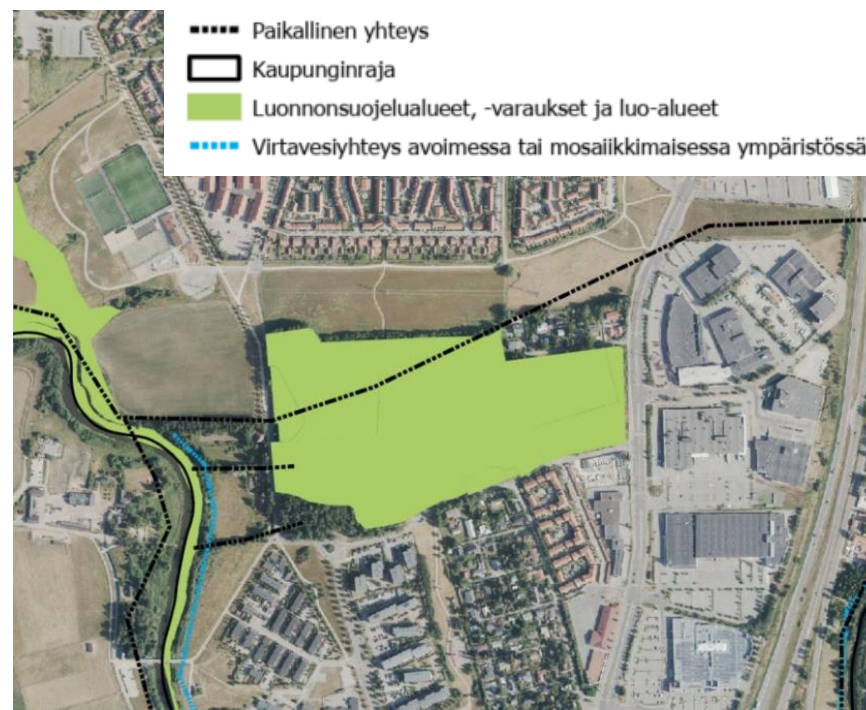 Paikallinen yhteys
Kaupunginraja
Luonnonsuojelualueet, -varaukset ja luo-alueet
Virtavesiyhteys avoimessa tai mosaiikkimaisessa ympäristössä